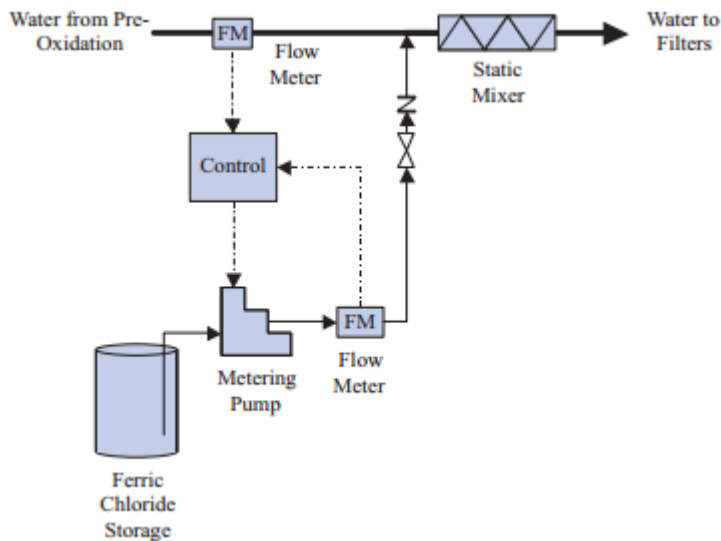 Water from Pre-
Oxidation
FM
Flow
Meter
Static
Mixer
Water to
Filters
Control
FM
Flow
Meter
Metering
Pump
Ferric
Chloride
Storage